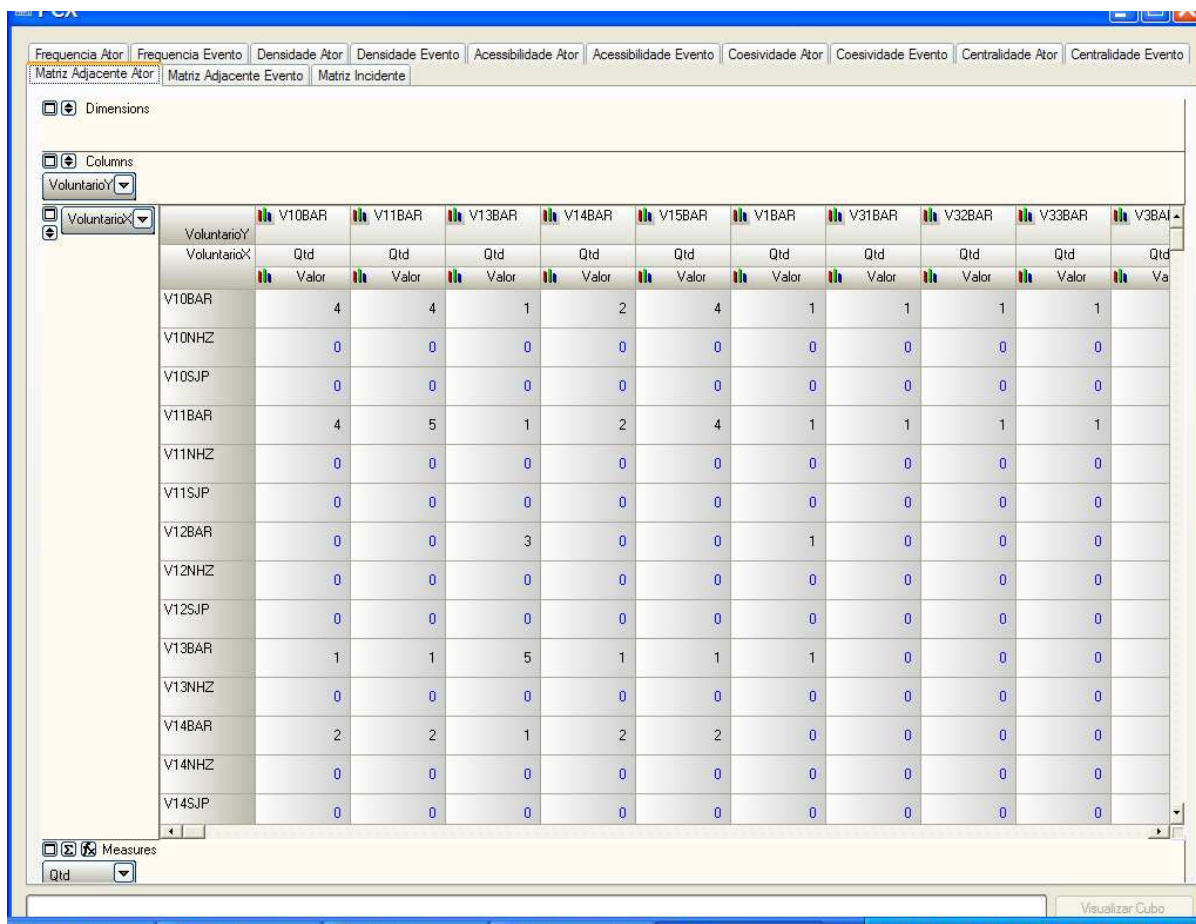 FCX
Frequencia Ator Frequencia Evento Densidade Ator Densidade Evento Acessibilidade Ator Acessibilidade Evento Coesividade Ator Coesividade Evento Centralidade Ator Centralidade Evento
Matriz Adjacente Ator Matriz Adjacente Evento Matriz Incidente
Dimensions
Columns
VoluntarioY
VoluntarioX VoluntarioY V10BAR V11BAR V13BAR V14BAR V15BAR V1BAR V31BAR V32BAR V33BAR V3BA
VoluntarioX Qtd Qtd Qtd Qtd Qtd Qtd Qtd Qtd Qtd Qtd
Valor Valor Valor Valor Valor Valor Valor Valor Valor Va
V10BAR 4 4 1 2 4 1 1 1 1
V10NHZ 0 0 0 0 0 0 0 0 0
V10SJP 0 0 0 0 0 0 0 0 0
V11BAR 4 5 1 2 4 1 1 1 1
V11NHZ 0 0 0 0 0 0 0 0 0
V11SJP 0 0 0 0 0 0 0 0 0
V12BAR 0 0 3 0 0 1 0 0 0
V12NHZ 0 0 0 0 0 0 0 0 0
V12SJP 0 0 0 0 0 0 0 0 0
V13BAR 1 1 5 1 1 1 0 0 0
V13NHZ 0 0 0 0 0 0 0 0 0
V14BAR 2 2 1 2 2 0 0 0 0
V14NHZ 0 0 0 0 0 0 0 0 0
V14SJP 0 0 0 0 0 0 0 0 0
Measures
Qtd
Visualizar Cubo